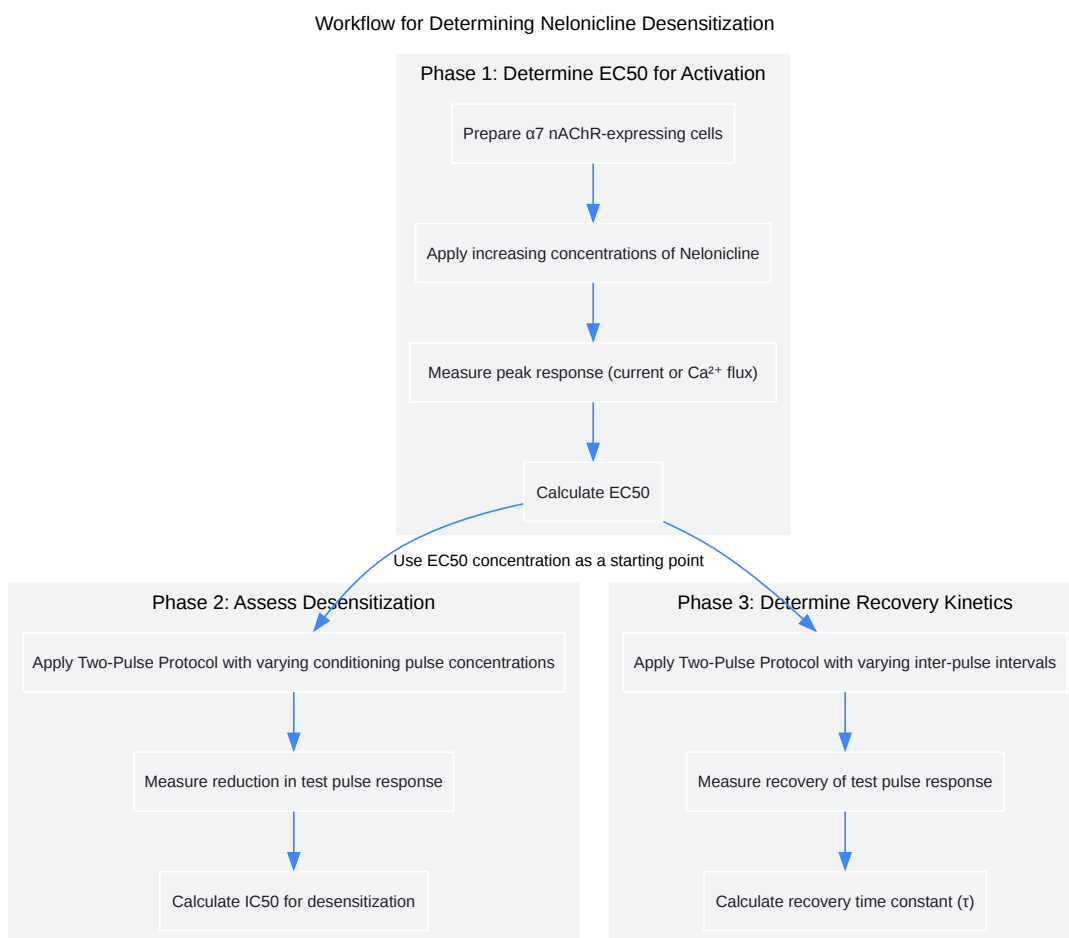 Workflow for Determining Nelonicline Desensitization
Phase 1: Determine EC50 for Activation
Prepare α7 nAChR-expressing cells
Apply increasing concentrations of Nelonicline
Measure peak response (current or Ca²⁺ flux)
Calculate EC50
Use EC50 concentration as a starting point
Phase 2: Assess Desensitization
Apply Two-Pulse Protocol with varying conditioning pulse concentrations
Measure reduction in test pulse response
Calculate IC50 for desensitization
Phase 3: Determine Recovery Kinetics
Apply Two-Pulse Protocol with varying inter-pulse intervals
Measure recovery of test pulse response
Calculate recovery time constant (τ)